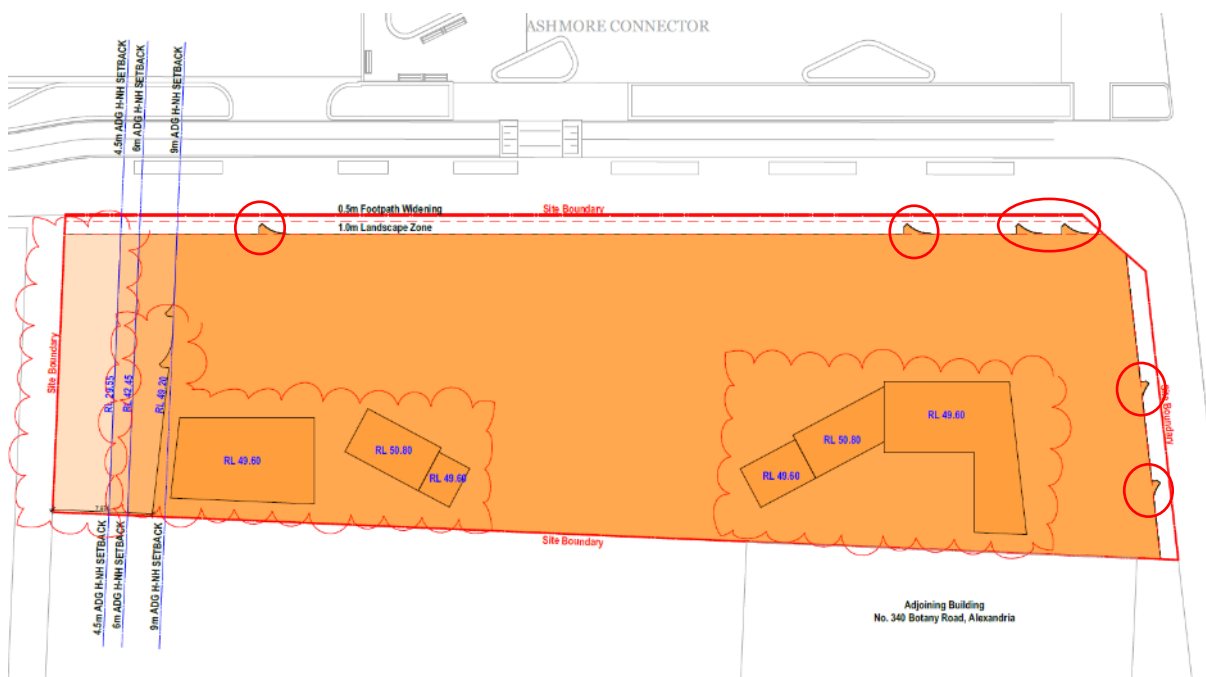 ASHMORE CONNECTOR
4.5m ADG H-NH SETBACK
6m ADG H-NH SETBACK
9m ADG H-NH SETBACK
0.5m Footpath Widening
Site Boundary
1.0m Landscape Zone
Site Boundary
RL 29.55
RL 42.45
RL 49.20
Site Boundary
RL 49.60
RL 50.80
RL 49.60
RL 49.60
RL 50.80
RL 49.60
4.5m ADG H-NH SETBACK
6m ADG H-NH SETBACK
9m ADG H-NH SETBACK
Site Boundary
Adjoining Building
No. 340 Botany Road, Alexandria